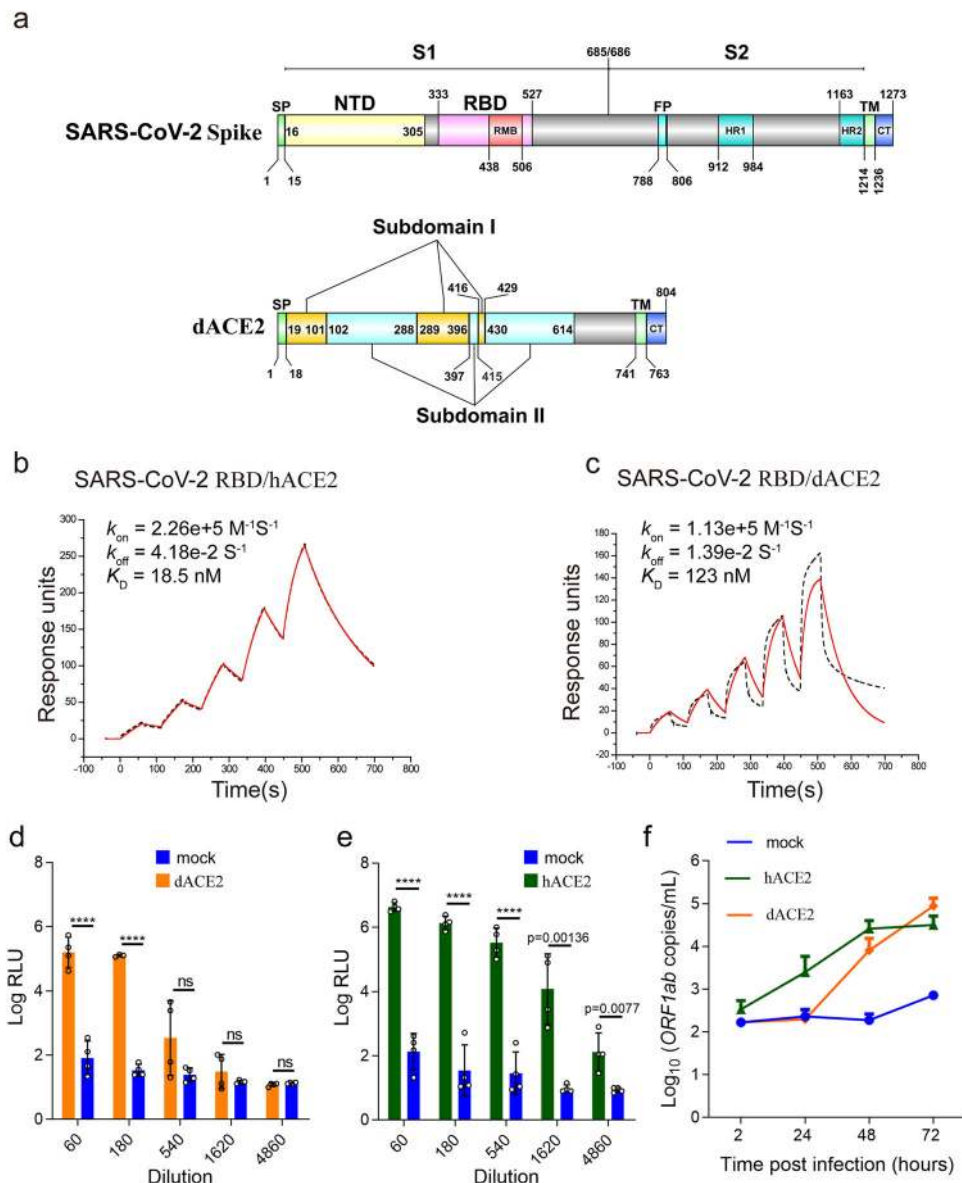 a
S1
685/686
S2
SP
NTD
333
RBD
527
FP
1163
TM
1273
SARS-CoV-2 Spike
16
305
RMB
HR1
HR2
CT
1
15
438
506
788
806
912
984
1214
1236
Subdomain I
416
429
SP
TM
804
dACE2
19
101
102
288
289
396
430
614
CT
1
18
397
415
741
763
Subdomain II
b
SARS-CoV-2 RBD/hACE2
kon = 2.26e+5 M-1S-1
koff = 4.18e-2 S-1
KD = 18.5 nM
Response units
300
250
200
150
100
50
0
-100 0 100 200 300 400 500 600 700 800
Time(s)
c
SARS-CoV-2 RBD/dACE2
kon = 1.13e+5 M-1S-1
koff = 1.39e-2 S-1
KD = 123 nM
Response units
180
160
140
120
100
80
60
40
20
0
-20
-100 0 100 200 300 400 500 600 700 800
Time(s)
d
mock
dACE2
Log RLU
8
6
4
2
0
****
****
ns
ns
ns
60 180 540 1620 4860
Dilution
e
mock
hACE2
Log RLU
8
6
4
2
0
****
****
****
p=0.00136
p=0.0077
60 180 540 1620 4860
Dilution
f
mock
hACE2
dACE2
Log10 (ORF1ab copies/mL)
6
5
4
3
2
1
0
2 24 48 72
Time post infection (hours)